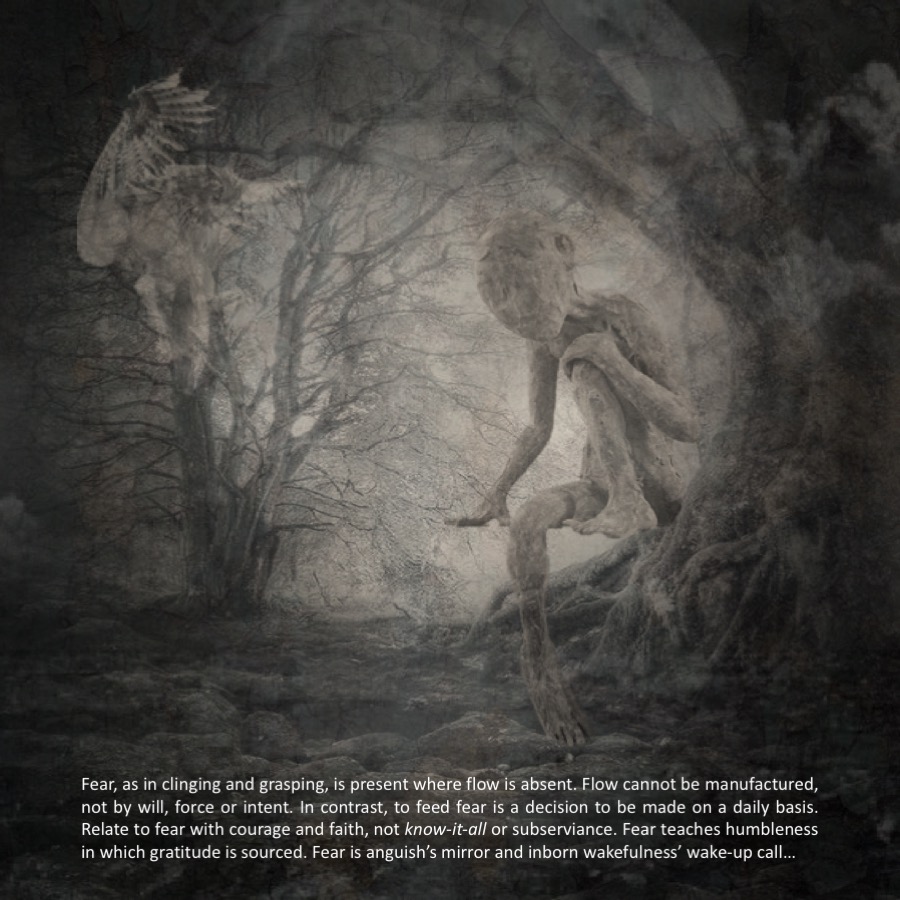 Fear, as in clinging and grasping, is present where flow is absent. Flow cannot be manufactured,
not by will, force or intent. In contrast, to feed fear is a decision to be made on a daily basis.
Relate to fear with courage and faith, not know-it-all or subserviance. Fear teaches humbleness
in which gratitude is sourced. Fear is anguish’s mirror and inborn wakefulness’ wake-up call…